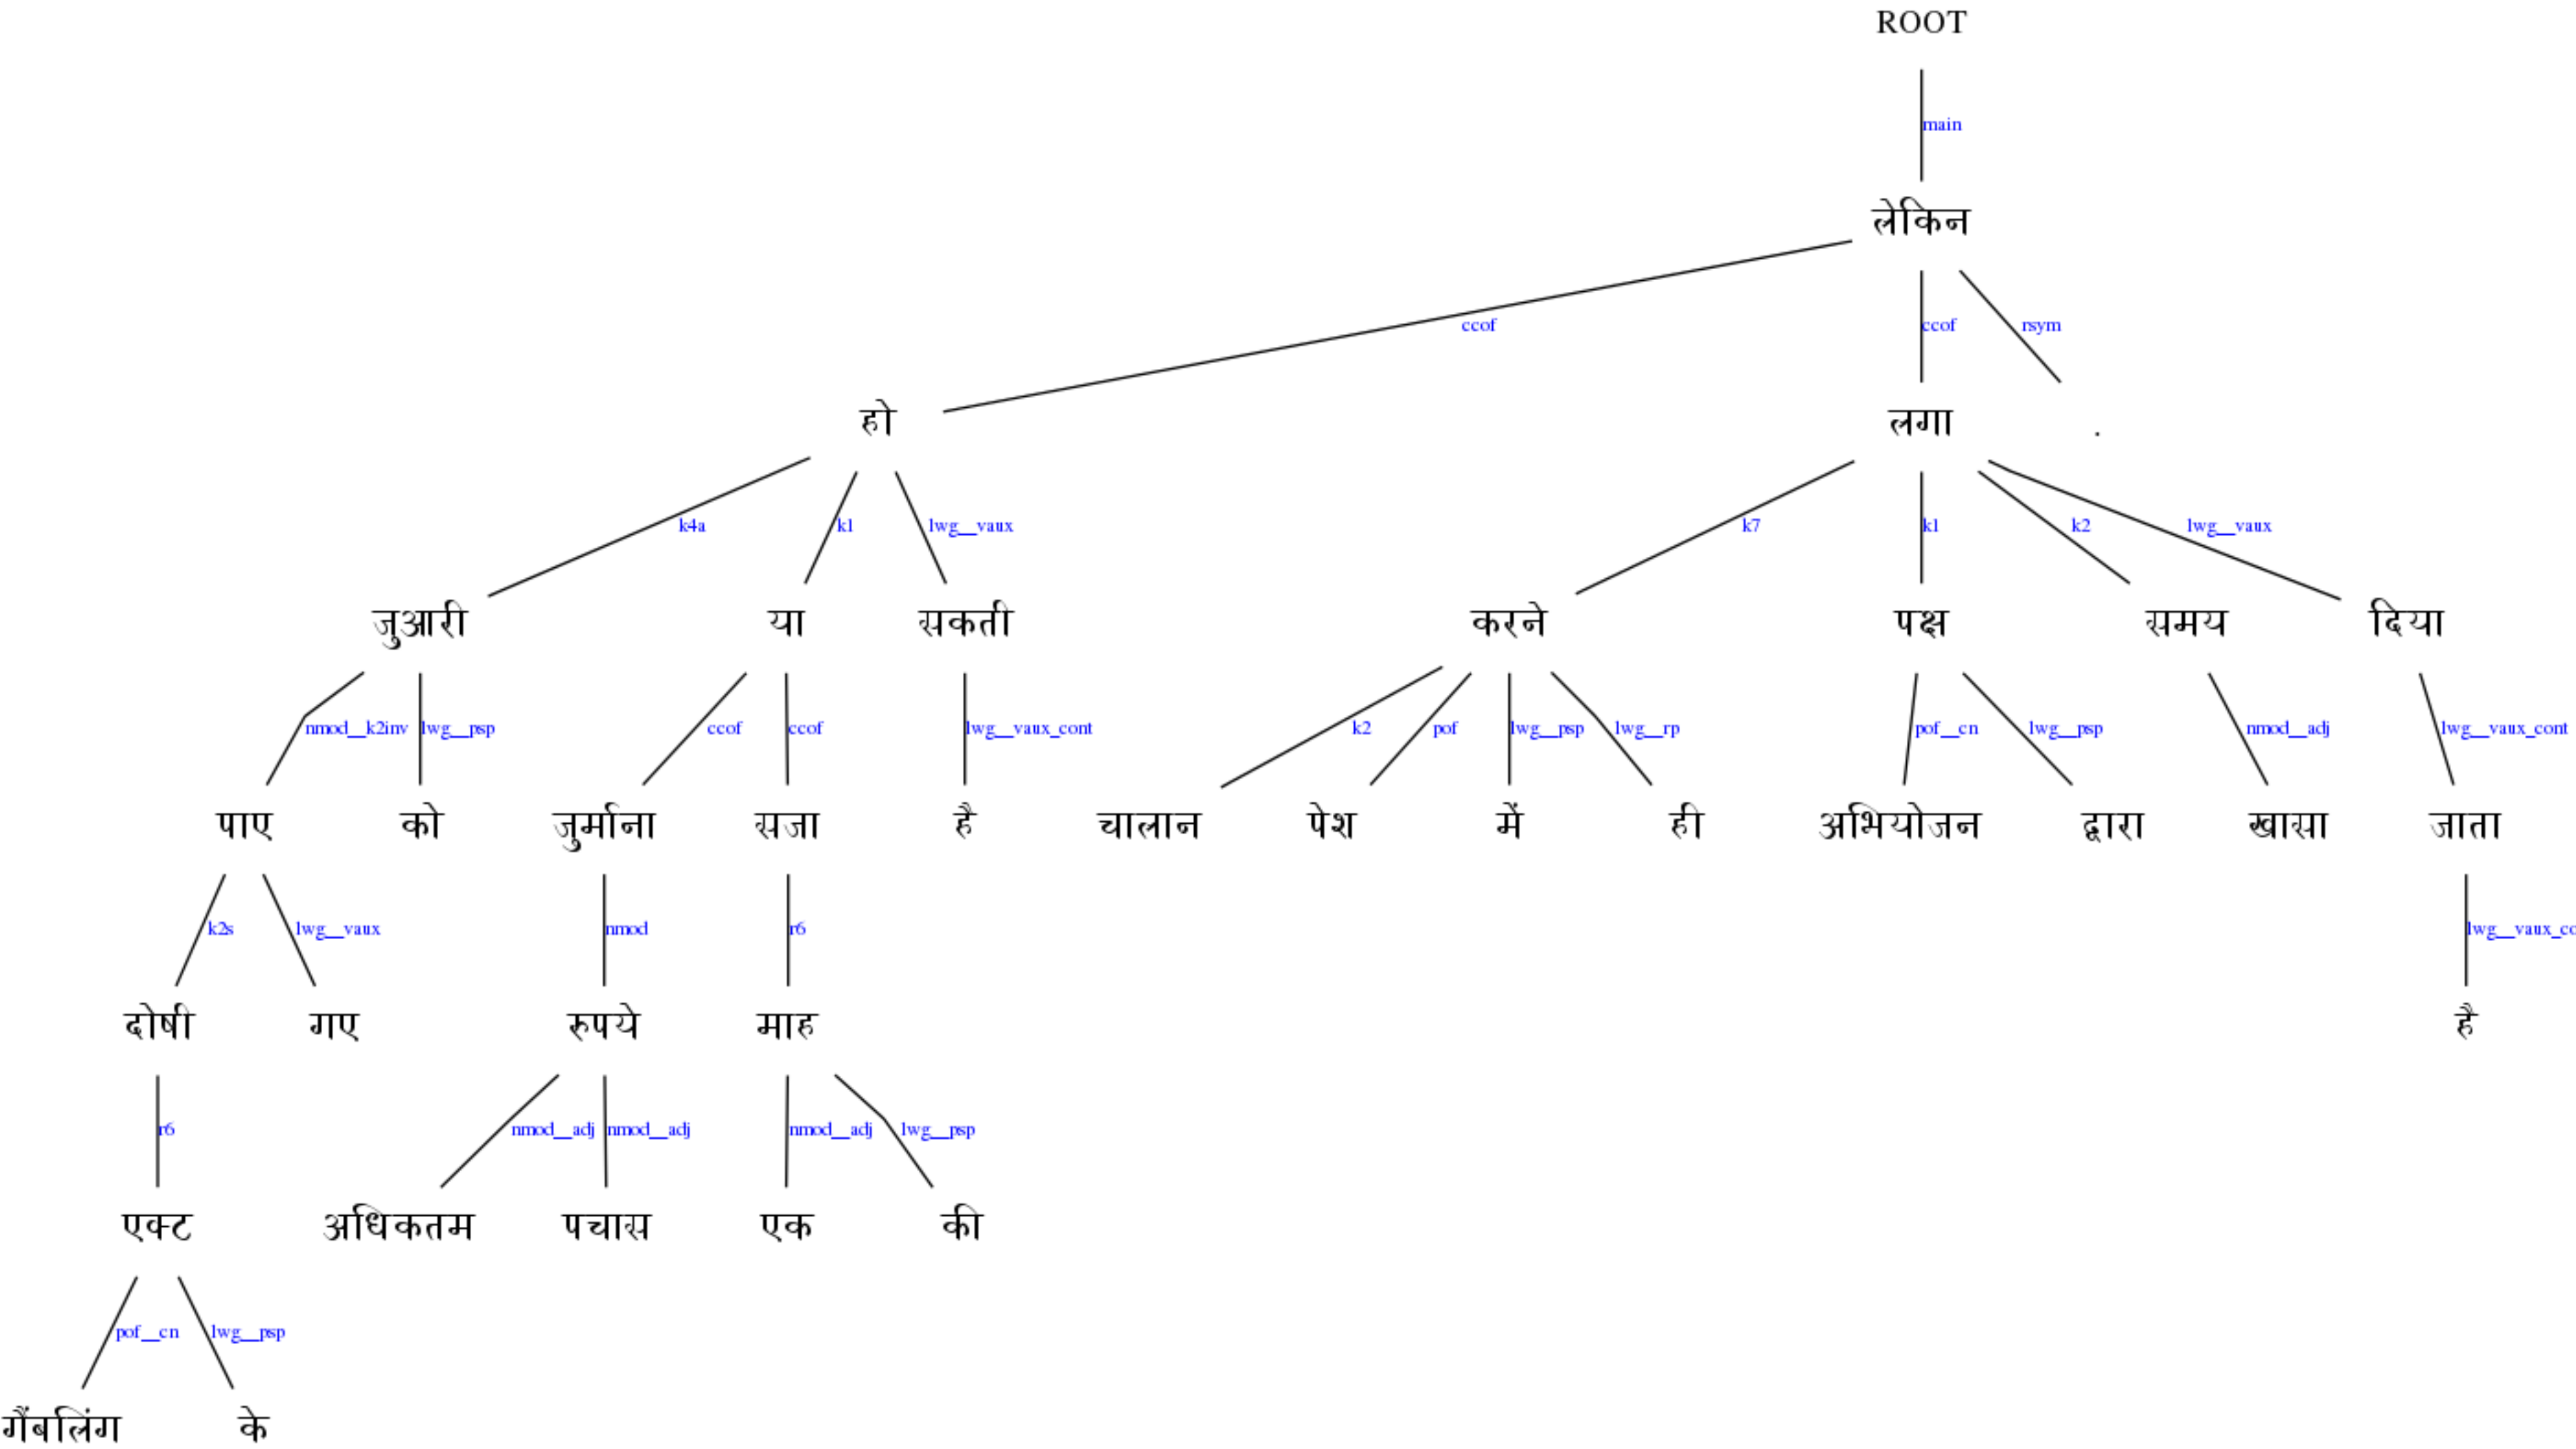 ROOT
main
लेकिन
ccof ccof rsym
हो लगा .
k4a k1 lwg__vaux k7 k1 k2 lwg__vaux
जुआरी या सकती करने पक्ष समय दिया
nmod__k2inv lwg__psp ccof ccof lwg__vaux_cont k2 pof lwg__psp lwg__rp pof__cn lwg__psp nmod__adj lwg__vaux_cont
पाए को जुर्माना सजा है चालान पेश में ही अभियोजन द्वारा खासा जाता
k2s lwg__vaux nmod r6 lwg__vaux_co
दोषी गए रुपये माह है
r6 nmod__adj nmod__adj nmod__adj lwg__psp
एक्ट अधिकतम पचास एक की
pof__cn lwg__psp
गैंबलिंग के